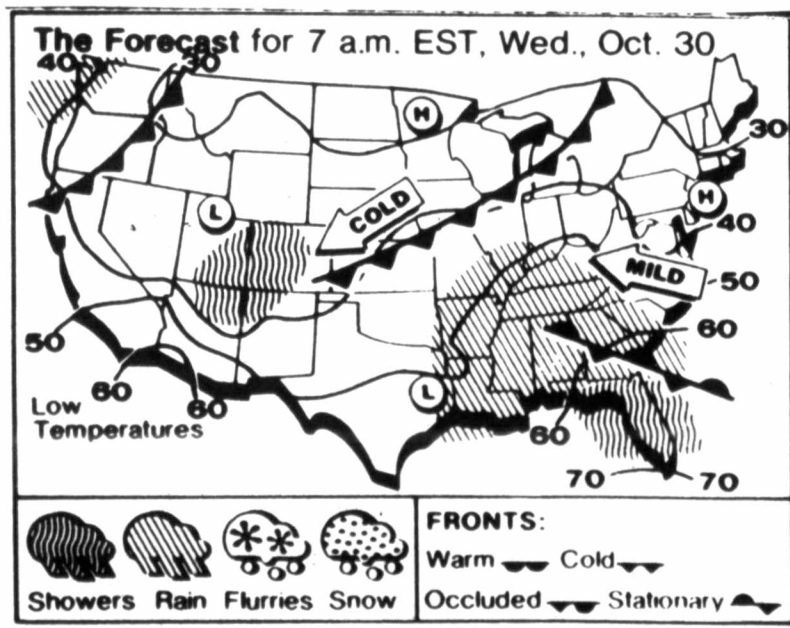 The Forecast for 7 a.m. EST, Wed., Oct. 30
40 30
30
H
L
COLD
H
40
MILD
50
60
50
60
60
L
60
70 70
Low
Temperatures
Showers Rain Flurries Snow
FRONTS:
Warm Cold
Occluded Stationary